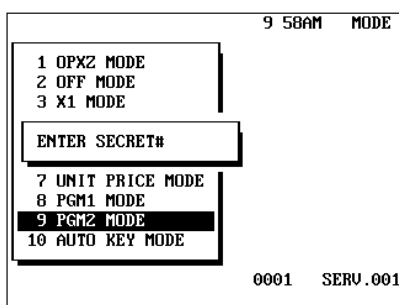 9 58AM MODE
1 OPXZ MODE
2 OFF MODE
3 X1 MODE
ENTER SECRET#
7 UNIT PRICE MODE
8 PGM1 MODE
9 PGM2 MODE
10 AUTO KEY MODE
0001 SERV.001